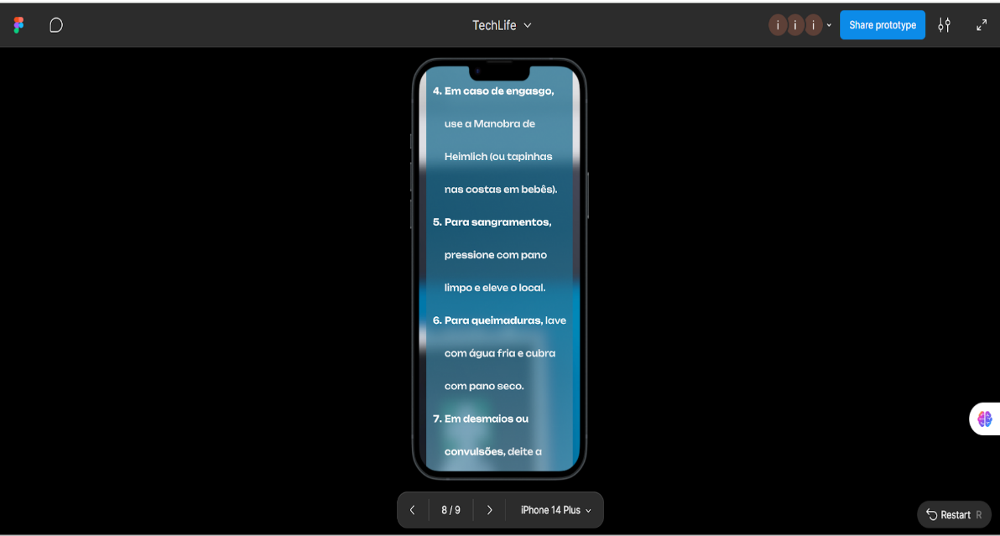 TechLife
i i i
Share prototype
4. Em caso de engasgo,
use a Manobra de
Heimlich (ou tapinhas
nas costas em bebês).
5. Para sangramentos,
pressione com pano
limpo e eleve o local.
6. Para queimaduras, lave
com água fria e cubra
com pano seco.
7. Em desmaios ou
convulsões, deite a
8 / 9
iPhone 14 Plus
Restart R